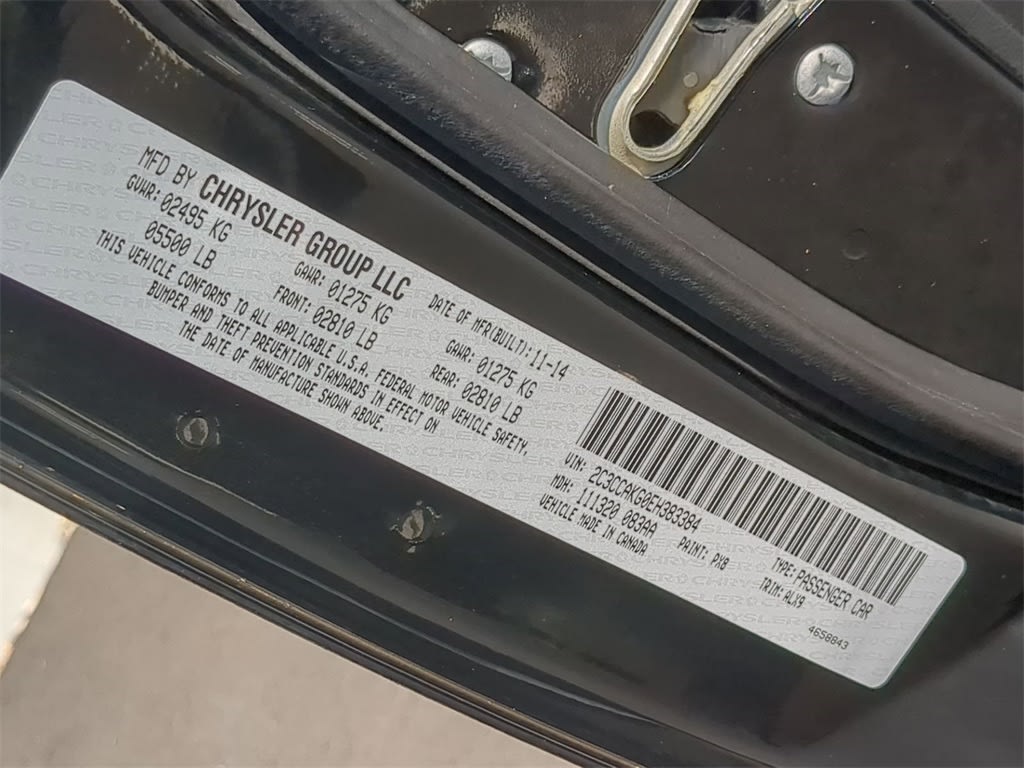 MFD BY CHRYSLER GROUP LLC DATE OF MFR(BUILT): 11-14
GVWR: 02495 KG GAWR: 01275 KG GAWR: 01275 KG
05500 LB FRONT: 02810 LB REAR: 02810 LB
THIS VEHICLE CONFORMS TO ALL APPLICABLE U.S.A. FEDERAL MOTOR VEHICLE SAFETY,
BUMPER AND THEFT PREVENTION STANDARDS IN EFFECT ON
THE DATE OF MANUFACTURE SHOWN ABOVE.
VIN: 2C3CCAKG0EH383384 TYPE: PASSENGER CAR
MDH: 111320 083AA PAINT: PX8 TRIM: ALX9
VEHICLE MADE IN CANADA
4658843